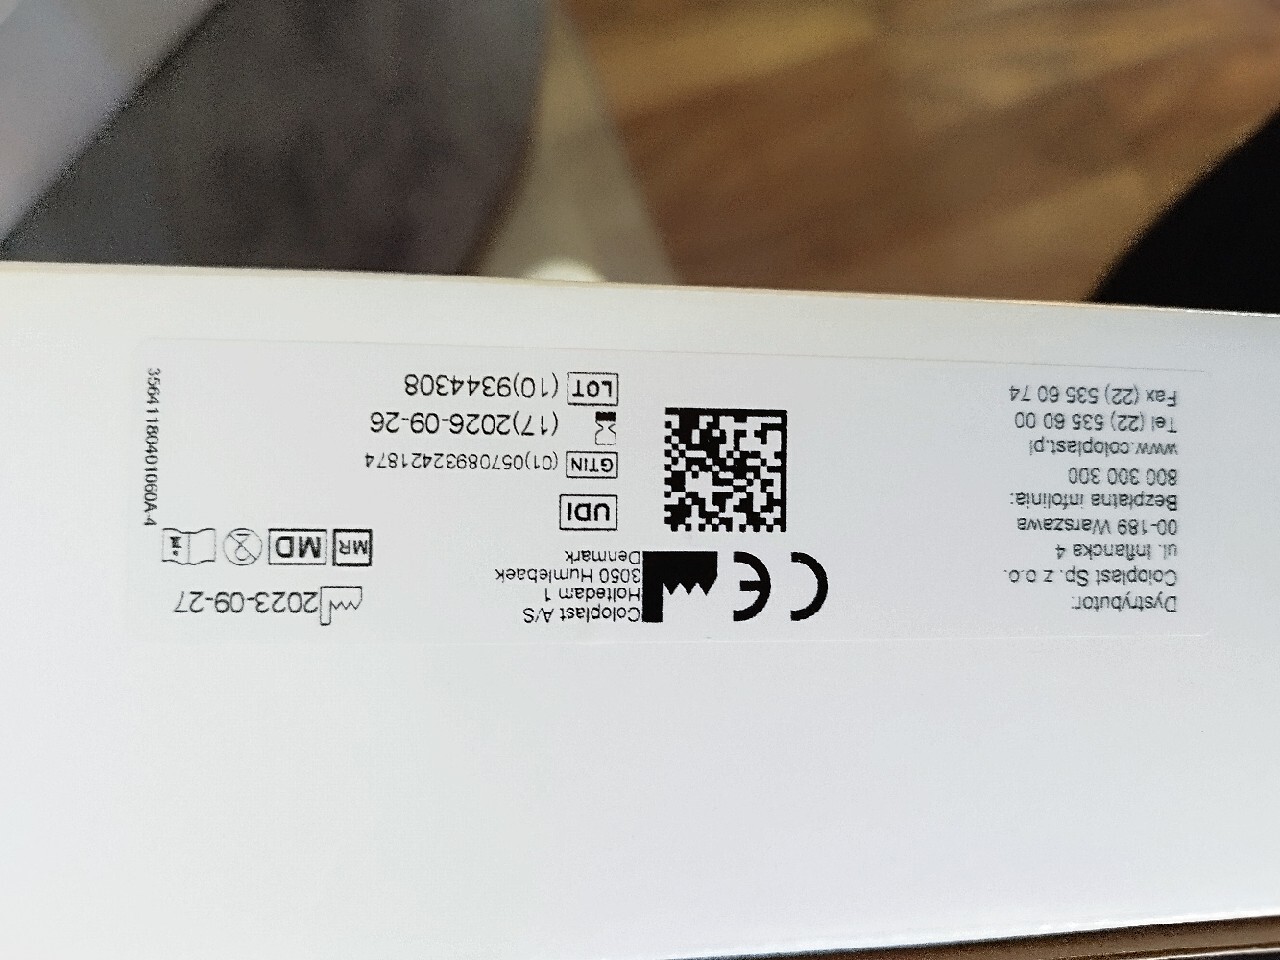 Dystrybutor:
Coloplast Sp. z o.o.
ul. Inflancka 4
00-189 Warszawa
Bezpłatna infolinia:
800 300 300
www.coloplast.pl
Tel (22) 535 60 00
Fax (22) 535 60 74
CE
Coloplast A/S
Holtedam 1
3050 Humlebaek
Denmark
2023-09-27
MR MD
UDI
GTIN (01)05708932421874
(17)2026-09-26
LOT (10)9344308
35641180401060A-4